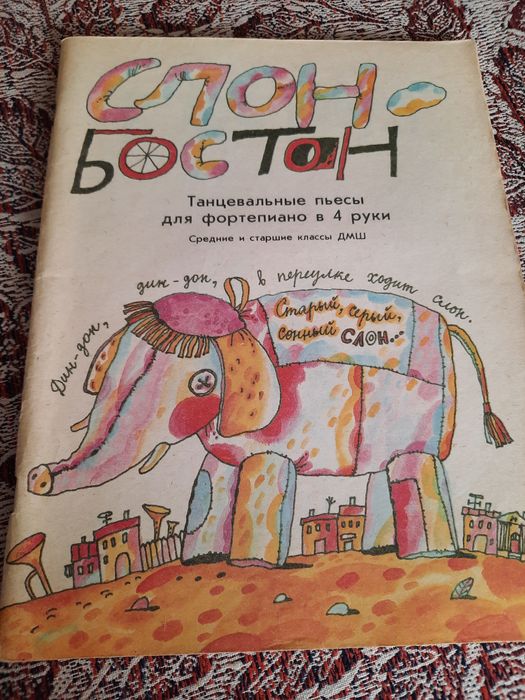 СЛОН-
БОСТОН
Танцевальные пьесы
для фортепиано в 4 руки
Средние и старшие классы ДМШ
Дин-дон, дин-дон, в переулке ходит слон.
Старый, серый,
сонный СЛОН...